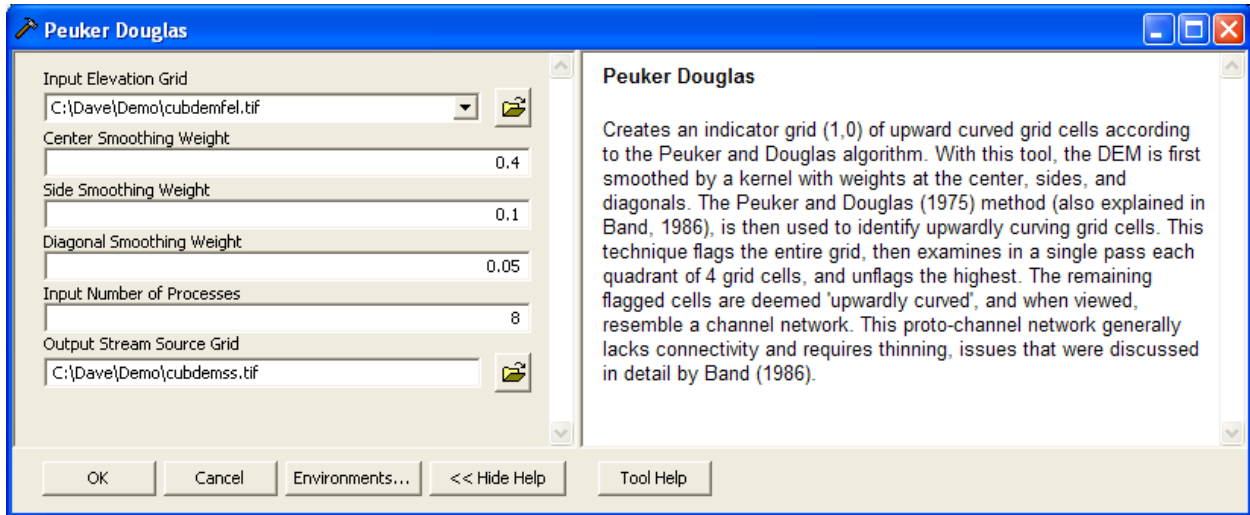 Peuker Douglas
Input Elevation Grid
C:\Dave\Demo\cubdemfel.tif
Center Smoothing Weight
0.4
Side Smoothing Weight
0.1
Diagonal Smoothing Weight
0.05
Input Number of Processes
8
Output Stream Source Grid
C:\Dave\Demo\cubdemss.tif
Peuker Douglas
Creates an indicator grid (1,0) of upward curved grid cells according
to the Peuker and Douglas algorithm. With this tool, the DEM is first
smoothed by a kernel with weights at the center, sides, and
diagonals. The Peuker and Douglas (1975) method (also explained in
Band, 1986), is then used to identify upwardly curving grid cells. This
technique flags the entire grid, then examines in a single pass each
quadrant of 4 grid cells, and unflags the highest. The remaining
flagged cells are deemed 'upwardly curved', and when viewed,
resemble a channel network. This proto-channel network generally
lacks connectivity and requires thinning, issues that were discussed
in detail by Band (1986).
OK
Cancel
Environments...
<< Hide Help
Tool Help